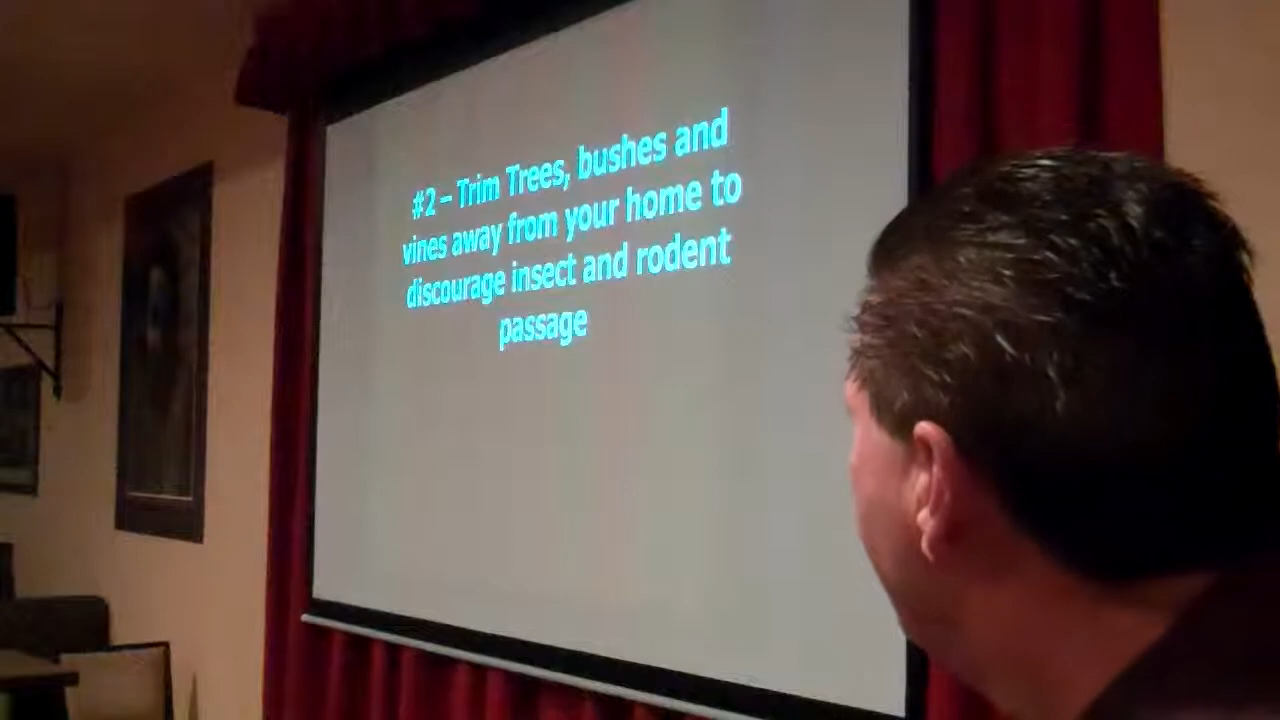 #2 – Trim Trees, bushes and
vines away from your home to
discourage insect and rodent
passage